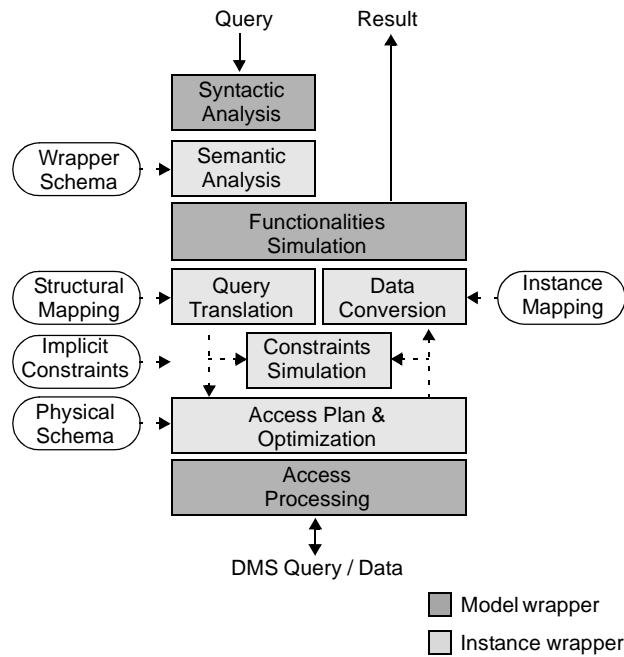 Query
Result
Syntactic
Analysis
Wrapper
Schema
Semantic
Analysis
Functionalities
Simulation
Structural
Mapping
Query
Translation
Data
Conversion
Instance
Mapping
Implicit
Constraints
Constraints
Simulation
Physical
Schema
Access Plan &
Optimization
Access
Processing
DMS Query / Data
Model wrapper
Instance wrapper